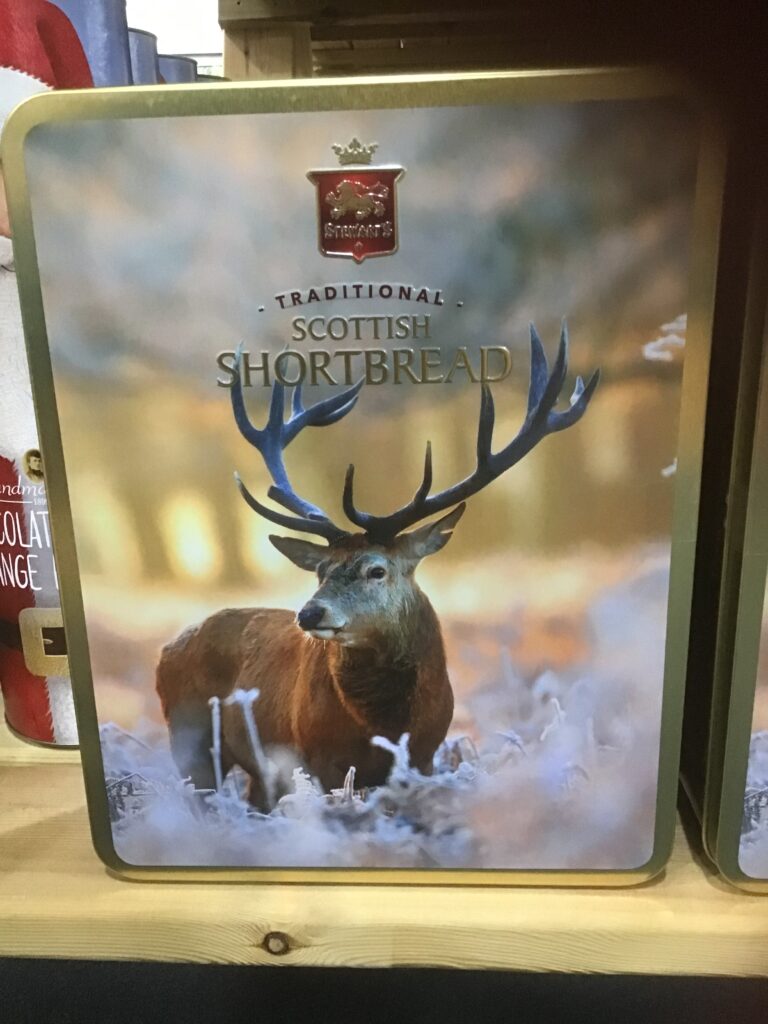 STEWART'S
- TRADITIONAL -
SCOTTISH
SHORTBREAD